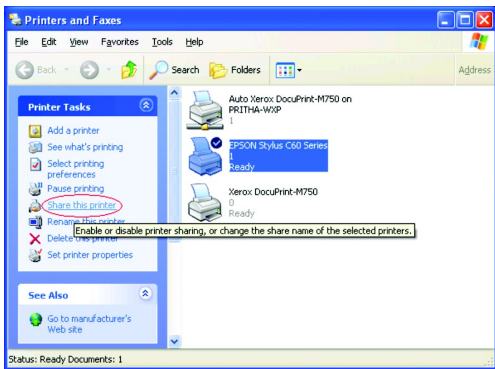 Printers and Faxes
File Edit View Favorites Tools Help
Back Search Folders Address
Printer Tasks
Add a printer
See what's printing
Select printing
preferences
Pause printing
Share this printer
Rename this printer
Enable or disable printer sharing, or change the share name of the selected printers.
Delete this printer
Set printer properties
See Also
Go to manufacturer's
Web site
Auto Xerox DocuPrint-M750 on
PRITHA-WXP
1
EPSON Stylus C60 Series
1
Ready
Xerox DocuPrint-M750
0
Ready
Status: Ready Documents: 1